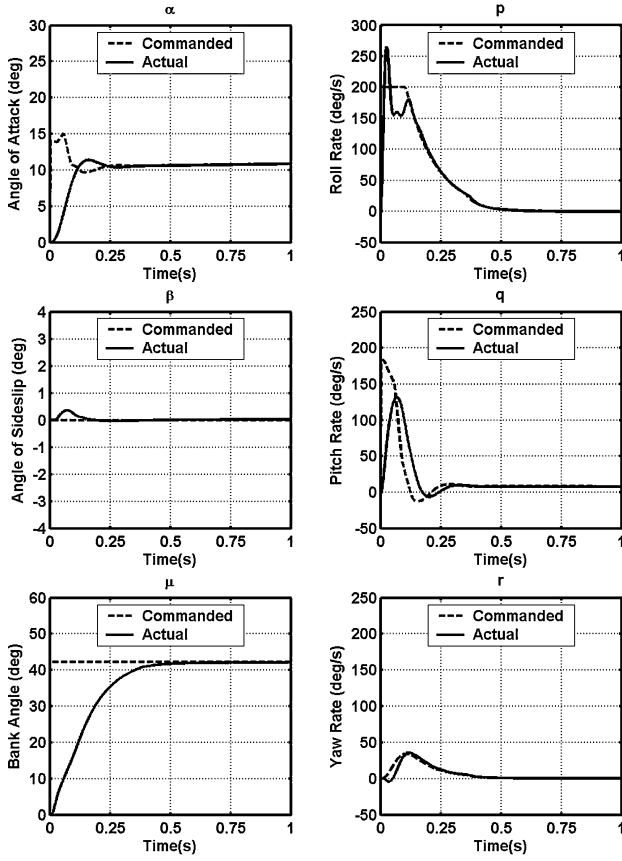 α
30
25
20
15
10
5
0
Angle of Attack (deg)
Commanded
Actual
0 0.25 0.5 0.75 1
Time(s)
p
300
250
200
150
100
50
0
-50
Roll Rate (deg/s)
Commanded
Actual
0 0.25 0.5 0.75 1
Time(s)
β
4
3
2
1
0
-1
-2
-3
-4
Angle of Sideslip (deg)
Commanded
Actual
0 0.25 0.5 0.75 1
Time(s)
q
250
200
150
100
50
0
-50
Pitch Rate (deg/s)
Commanded
Actual
0 0.25 0.5 0.75 1
Time(s)
μ
60
50
40
30
20
10
0
Bank Angle (deg)
Commanded
Actual
0 0.25 0.5 0.75 1
Time(s)
r
250
200
150
100
50
0
-50
Yaw Rate (deg/s)
Commanded
Actual
0 0.25 0.5 0.75 1
Time(s)